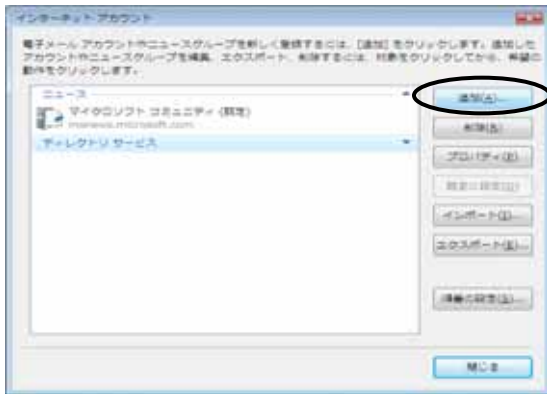 インターネット アカウント
電子メール アカウントやニュースグループを新しく登録するには、[追加] をクリックします。追加した
アカウントやニュースグループを編集、エクスポート、削除するには、対象をクリックしてから、希望の
動作をクリックします。
ニュース
マイクロソフト コミュニティ (既定)
msnews.microsoft.com
ディレクトリ サービス
追加(A)...
削除(R)
プロパティ(P)
既定に設定(D)
インポート(I)...
エクスポート(E)...
順番の設定(S)...
閉じる